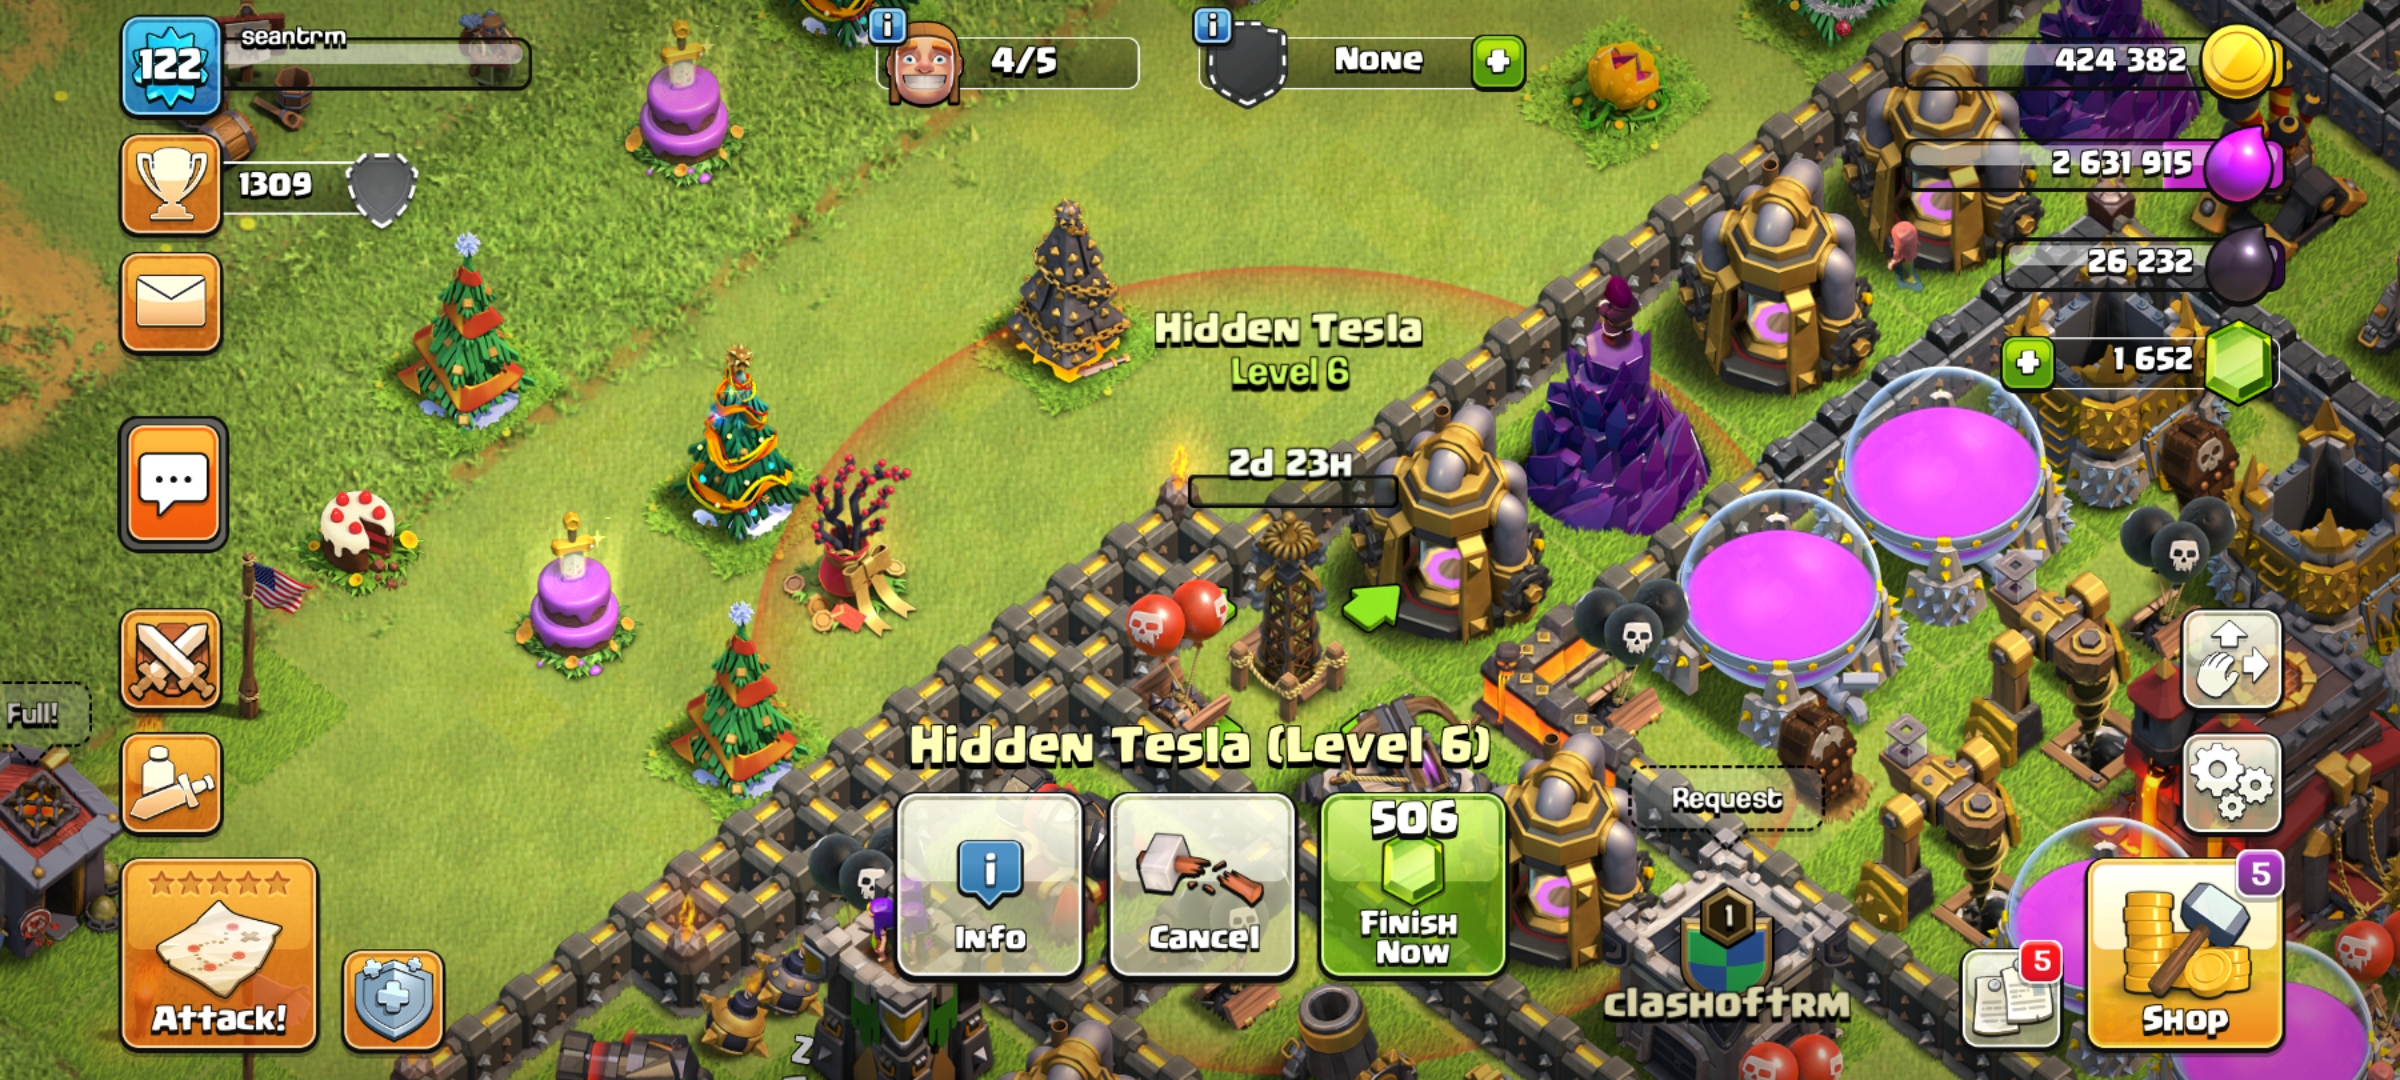 122
seantrm
4/5
None
424 382
1309
2 631 915
26 232
1 652
Hidden Tesla
Level 6
2d 23h
Full!
Hidden Tesla (Level 6)
Request
506
Finish
Now
Info
Cancel
Attack!
1
clashoftrm
5
5
Shop
Z